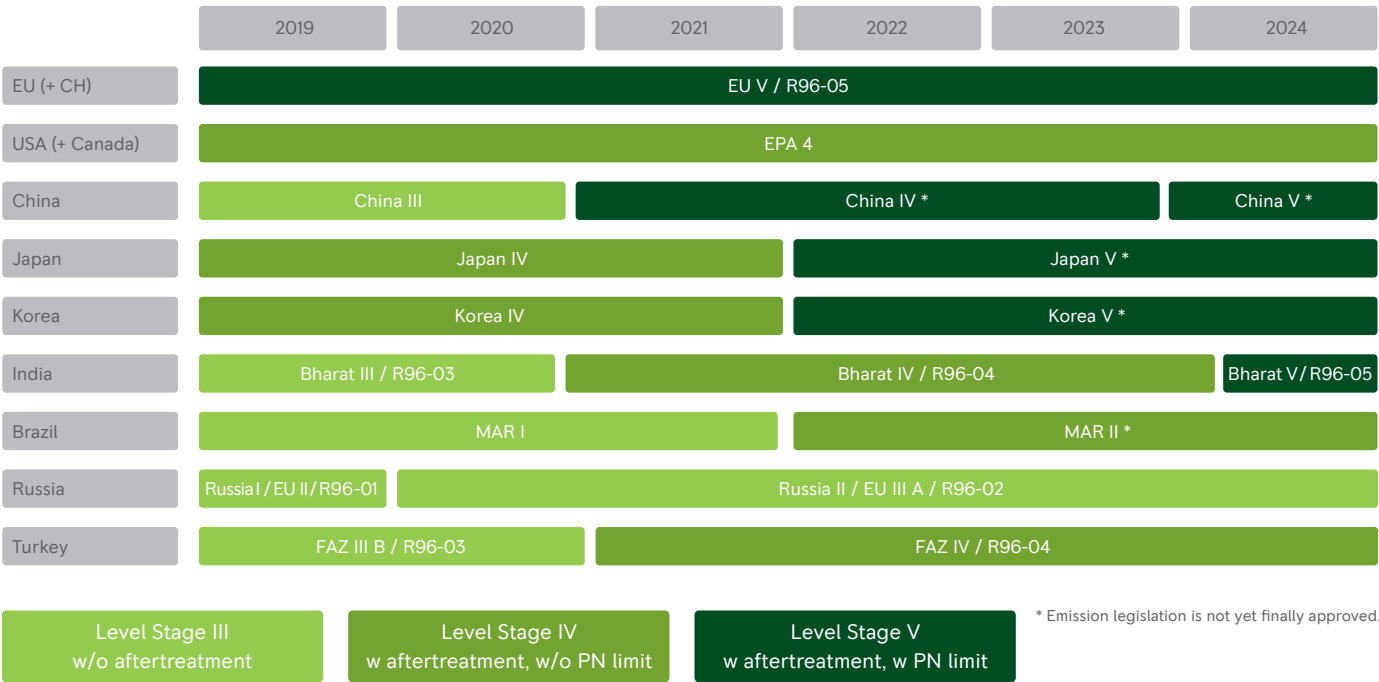 2019 2020 2021 2022 2023 2024
EU (+ CH) EU V / R96-05
USA (+ Canada) EPA 4
China China III China IV * China V *
Japan Japan IV Japan V *
Korea Korea IV Korea V *
India Bharat III / R96-03 Bharat IV / R96-04 Bharat V/R96-05
Brazil MAR I MAR II *
Russia Russia I / EU II/R96-01 Russia II / EU III A / R96-02
Turkey FAZ III B / R96-03 FAZ IV / R96-04
Level Stage III
w/o aftertreatment
Level Stage IV
w aftertreatment, w/o PN limit
Level Stage V
w aftertreatment, w PN limit
* Emission legislation is not yet finally approved.